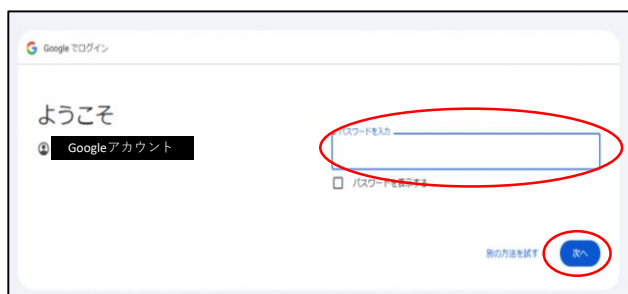 Google でログイン
ようこそ
Googleアカウント
パスワードを入力
パスワードを表示する
別の方法を試す
次へ